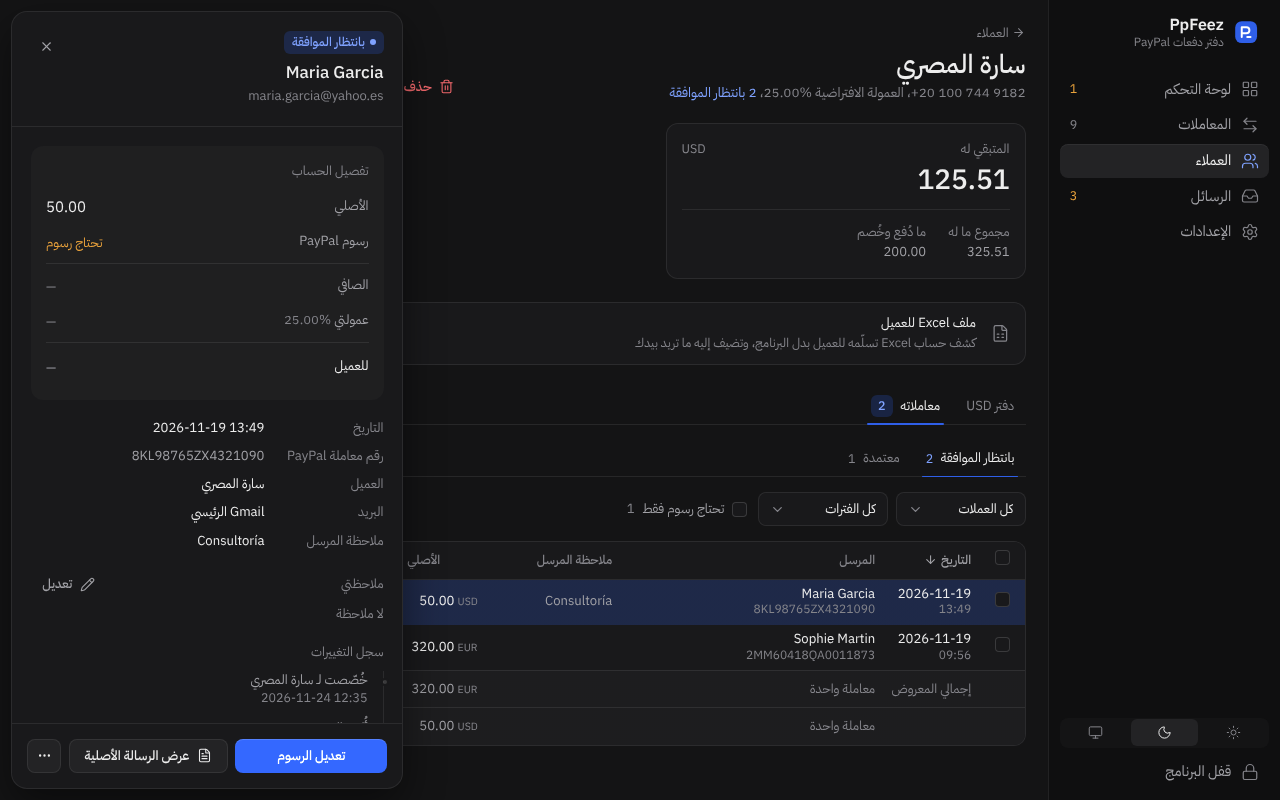 PpFeez
دفتر دفعات PayPal
لوحة التحكم 1
المعاملات 9
العملاء
الرسائل 3
الإعدادات
قفل البرنامج
العملاء
سارة المصري
+20 100 744 9182، العمولة الافتراضية 25.00%، 2 بانتظار الموافقة
حذف
المتبقي له USD
125.51
مجموع ما له ما دُفع وخُصم
325.51 200.00
ملف Excel للعميل
كشف حساب Excel تسلّمه للعميل بدل البرنامج، وتضيف إليه ما تريد بيدك
دفتر USD معاملاته 2
بانتظار الموافقة 2 معتمدة 1
كل العملات كل الفترات تحتاج رسوم فقط 1
التاريخ المرسل ملاحظة المرسل الأصلي
2026-11-19 Maria Garcia Consultoría 50.00 USD
13:49 8KL98765ZX4321090
2026-11-19 Sophie Martin 320.00 EUR
09:56 2MM60418QA0011873
إجمالي المعروض معاملة واحدة 320.00 EUR
معاملة واحدة 50.00 USD
بانتظار الموافقة
Maria Garcia
maria.garcia@yahoo.es
تفصيل الحساب
الأصلي 50.00
رسوم PayPal تحتاج رسوم
الصافي –
عمولتي 25.00% –
للعميل –
التاريخ 2026-11-19 13:49
رقم معاملة PayPal 8KL98765ZX4321090
العميل سارة المصري
البريد Gmail الرئيسي
ملاحظة المرسل Consultoría
ملاحظتي تعديل
لا ملاحظة
سجل التغييرات
خُصّصت لـ سارة المصري
2026-11-24 12:35
تعديل الرسوم عرض الرسالة الأصلية